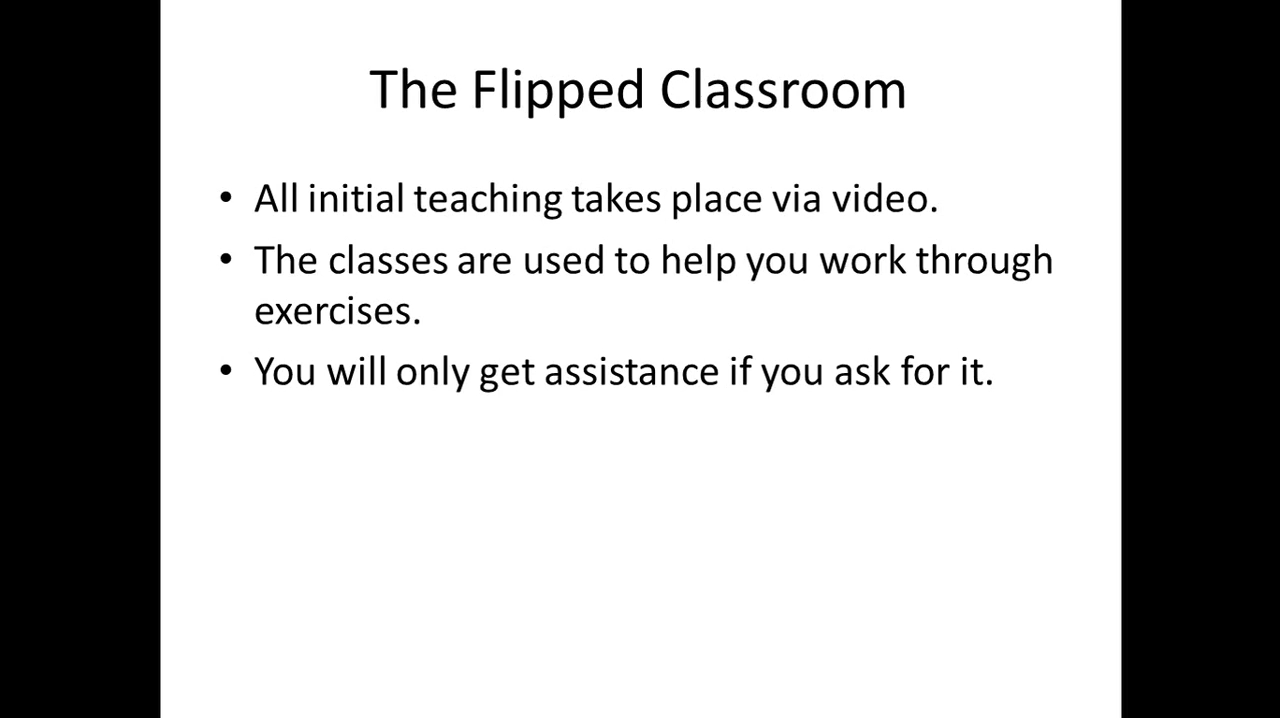 The Flipped Classroom
• All initial teaching takes place via video.
• The classes are used to help you work through
exercises.
• You will only get assistance if you ask for it.